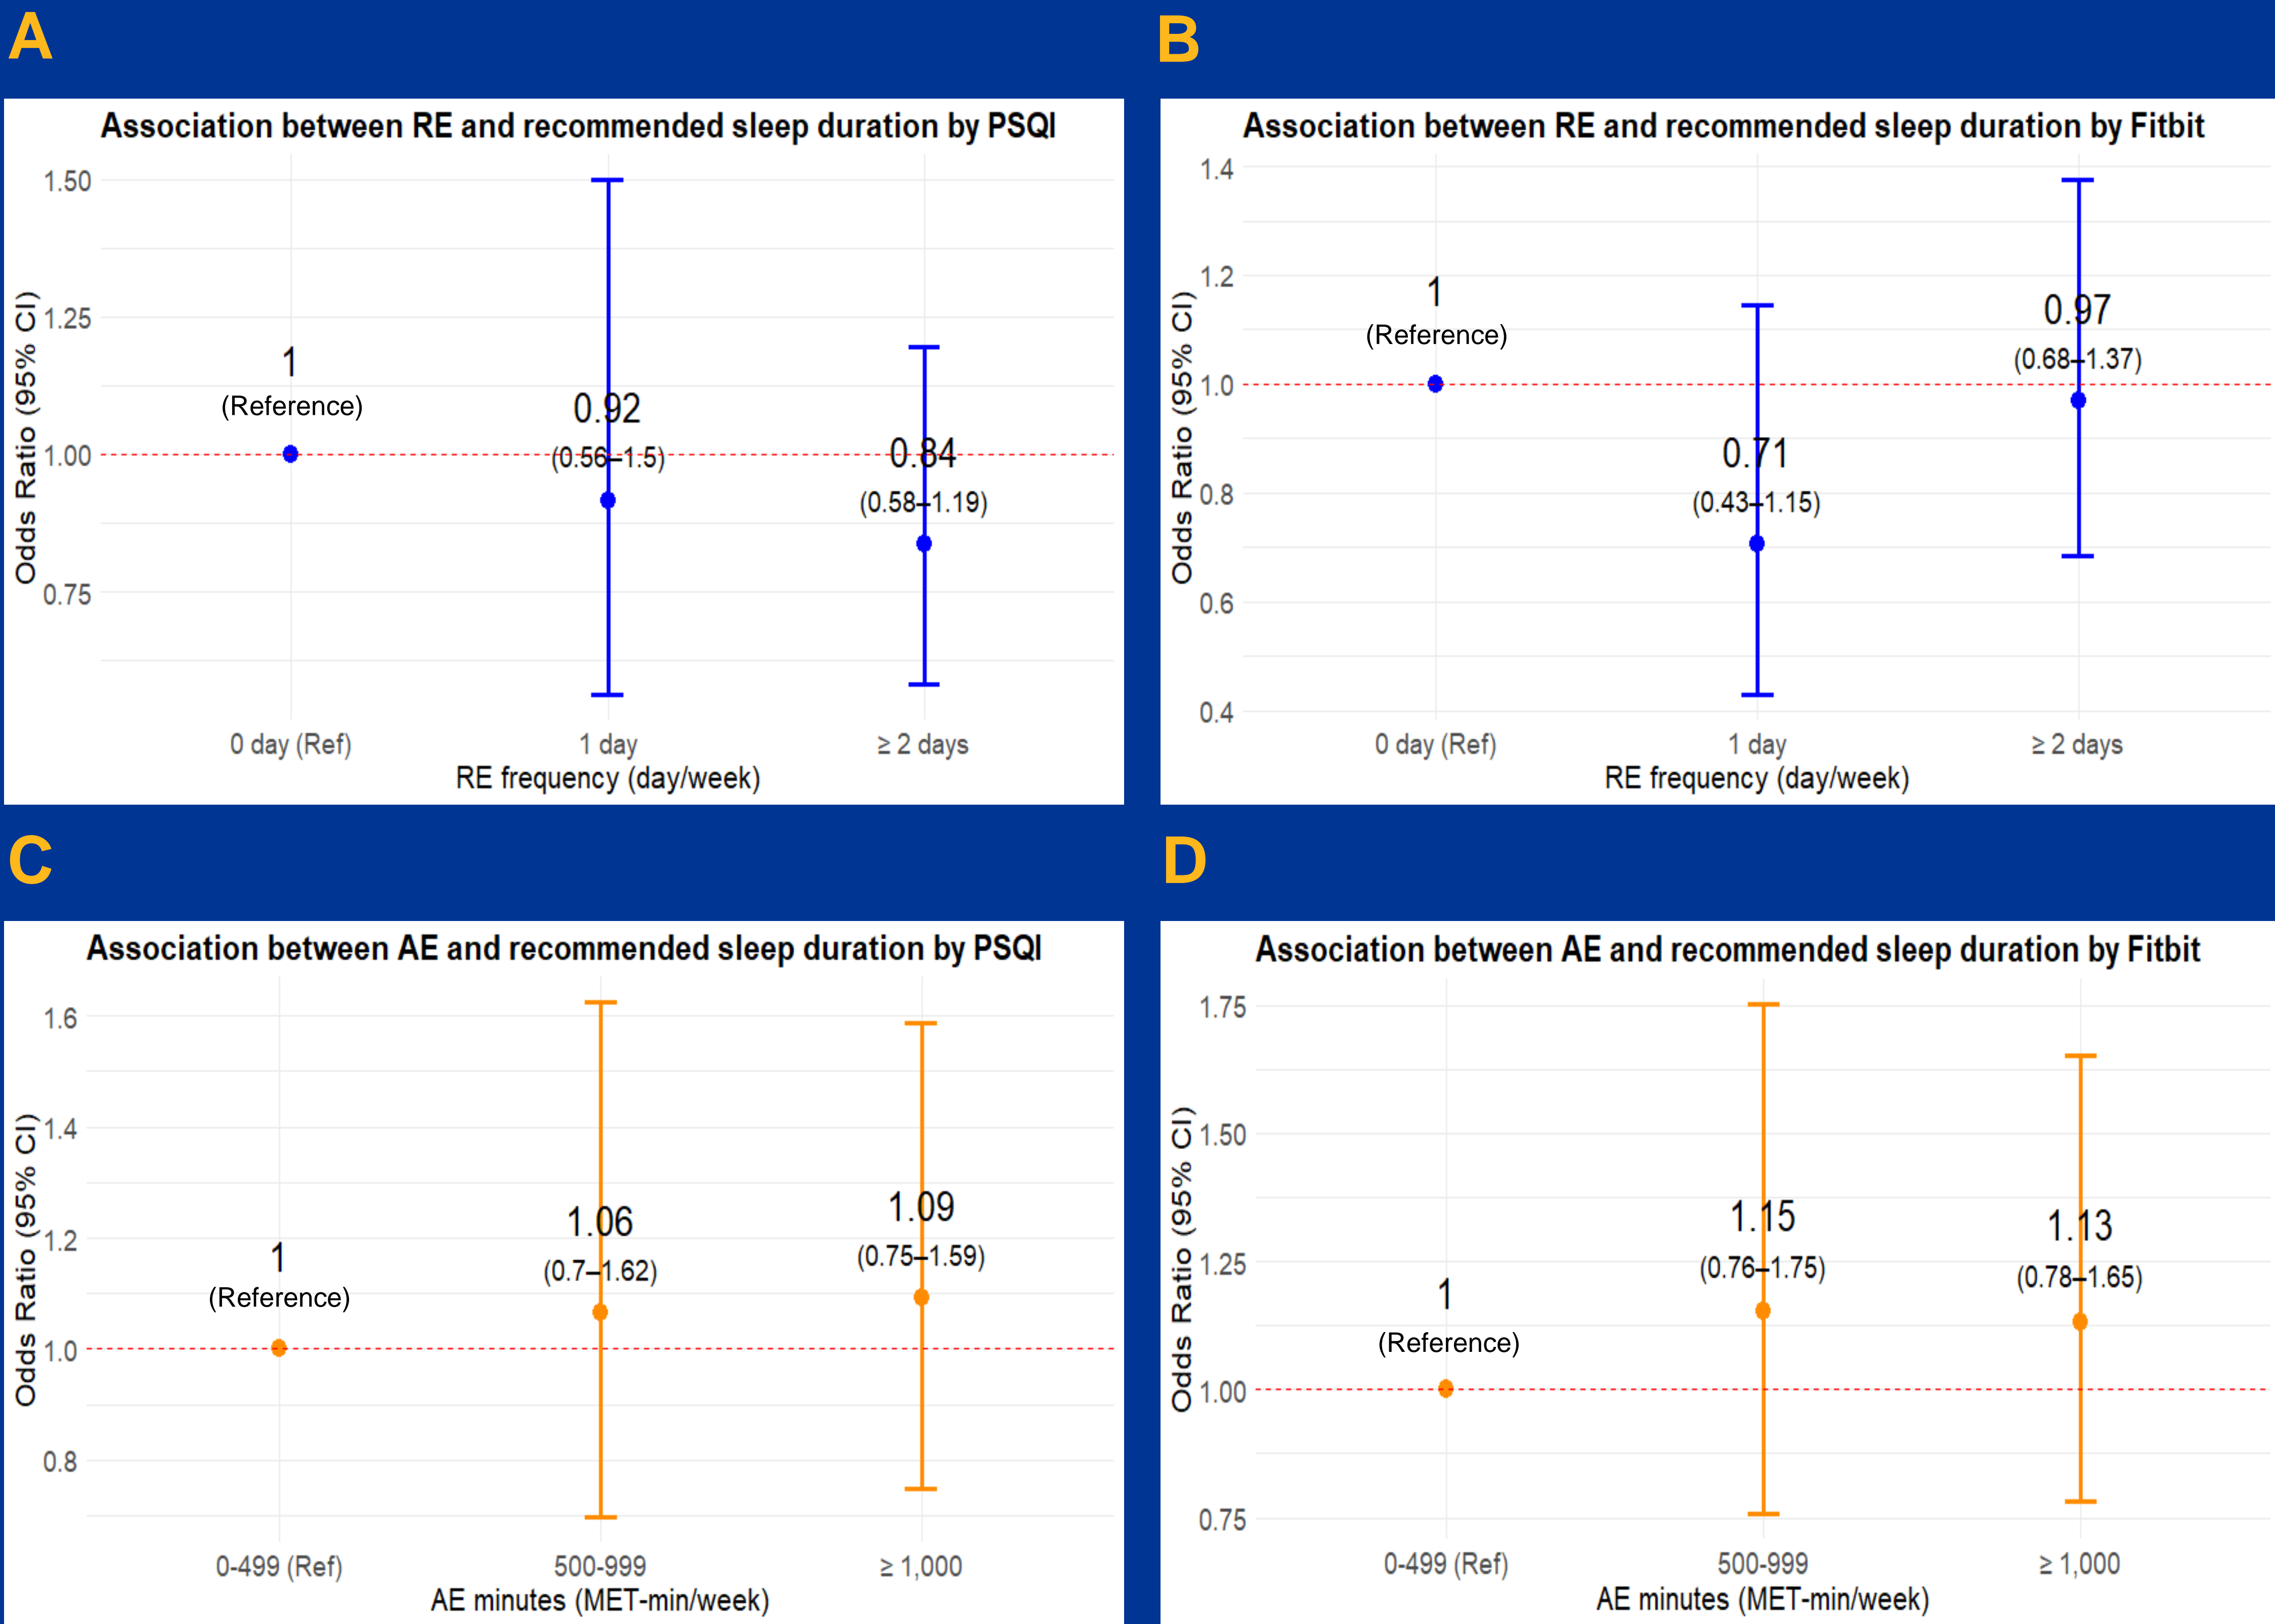 A
Association between RE and recommended sleep duration by PSQI
Odds Ratio (95% CI)
1.50
1.25
1.00
0.75
1
(Reference)
0.92
(0.56–1.5)
0.84
(0.58–1.19)
0 day (Ref)
1 day
≥ 2 days
RE frequency (day/week)
B
Association between RE and recommended sleep duration by Fitbit
Odds Ratio (95% CI)
1.4
1.2
1.0
0.8
0.6
0.4
1
(Reference)
0.71
(0.43–1.15)
0.97
(0.68–1.37)
0 day (Ref)
1 day
≥ 2 days
RE frequency (day/week)
C
Association between AE and recommended sleep duration by PSQI
Odds Ratio (95% CI)
1.6
1.4
1.2
1.0
0.8
1
(Reference)
1.06
(0.7–1.62)
1.09
(0.75–1.59)
0-499 (Ref)
500-999
≥ 1,000
AE minutes (MET-min/week)
D
Association between AE and recommended sleep duration by Fitbit
Odds Ratio (95% CI)
1.75
1.50
1.25
1.00
0.75
1
(Reference)
1.15
(0.76–1.75)
1.13
(0.78–1.65)
0-499 (Ref)
500-999
≥ 1,000
AE minutes (MET-min/week)